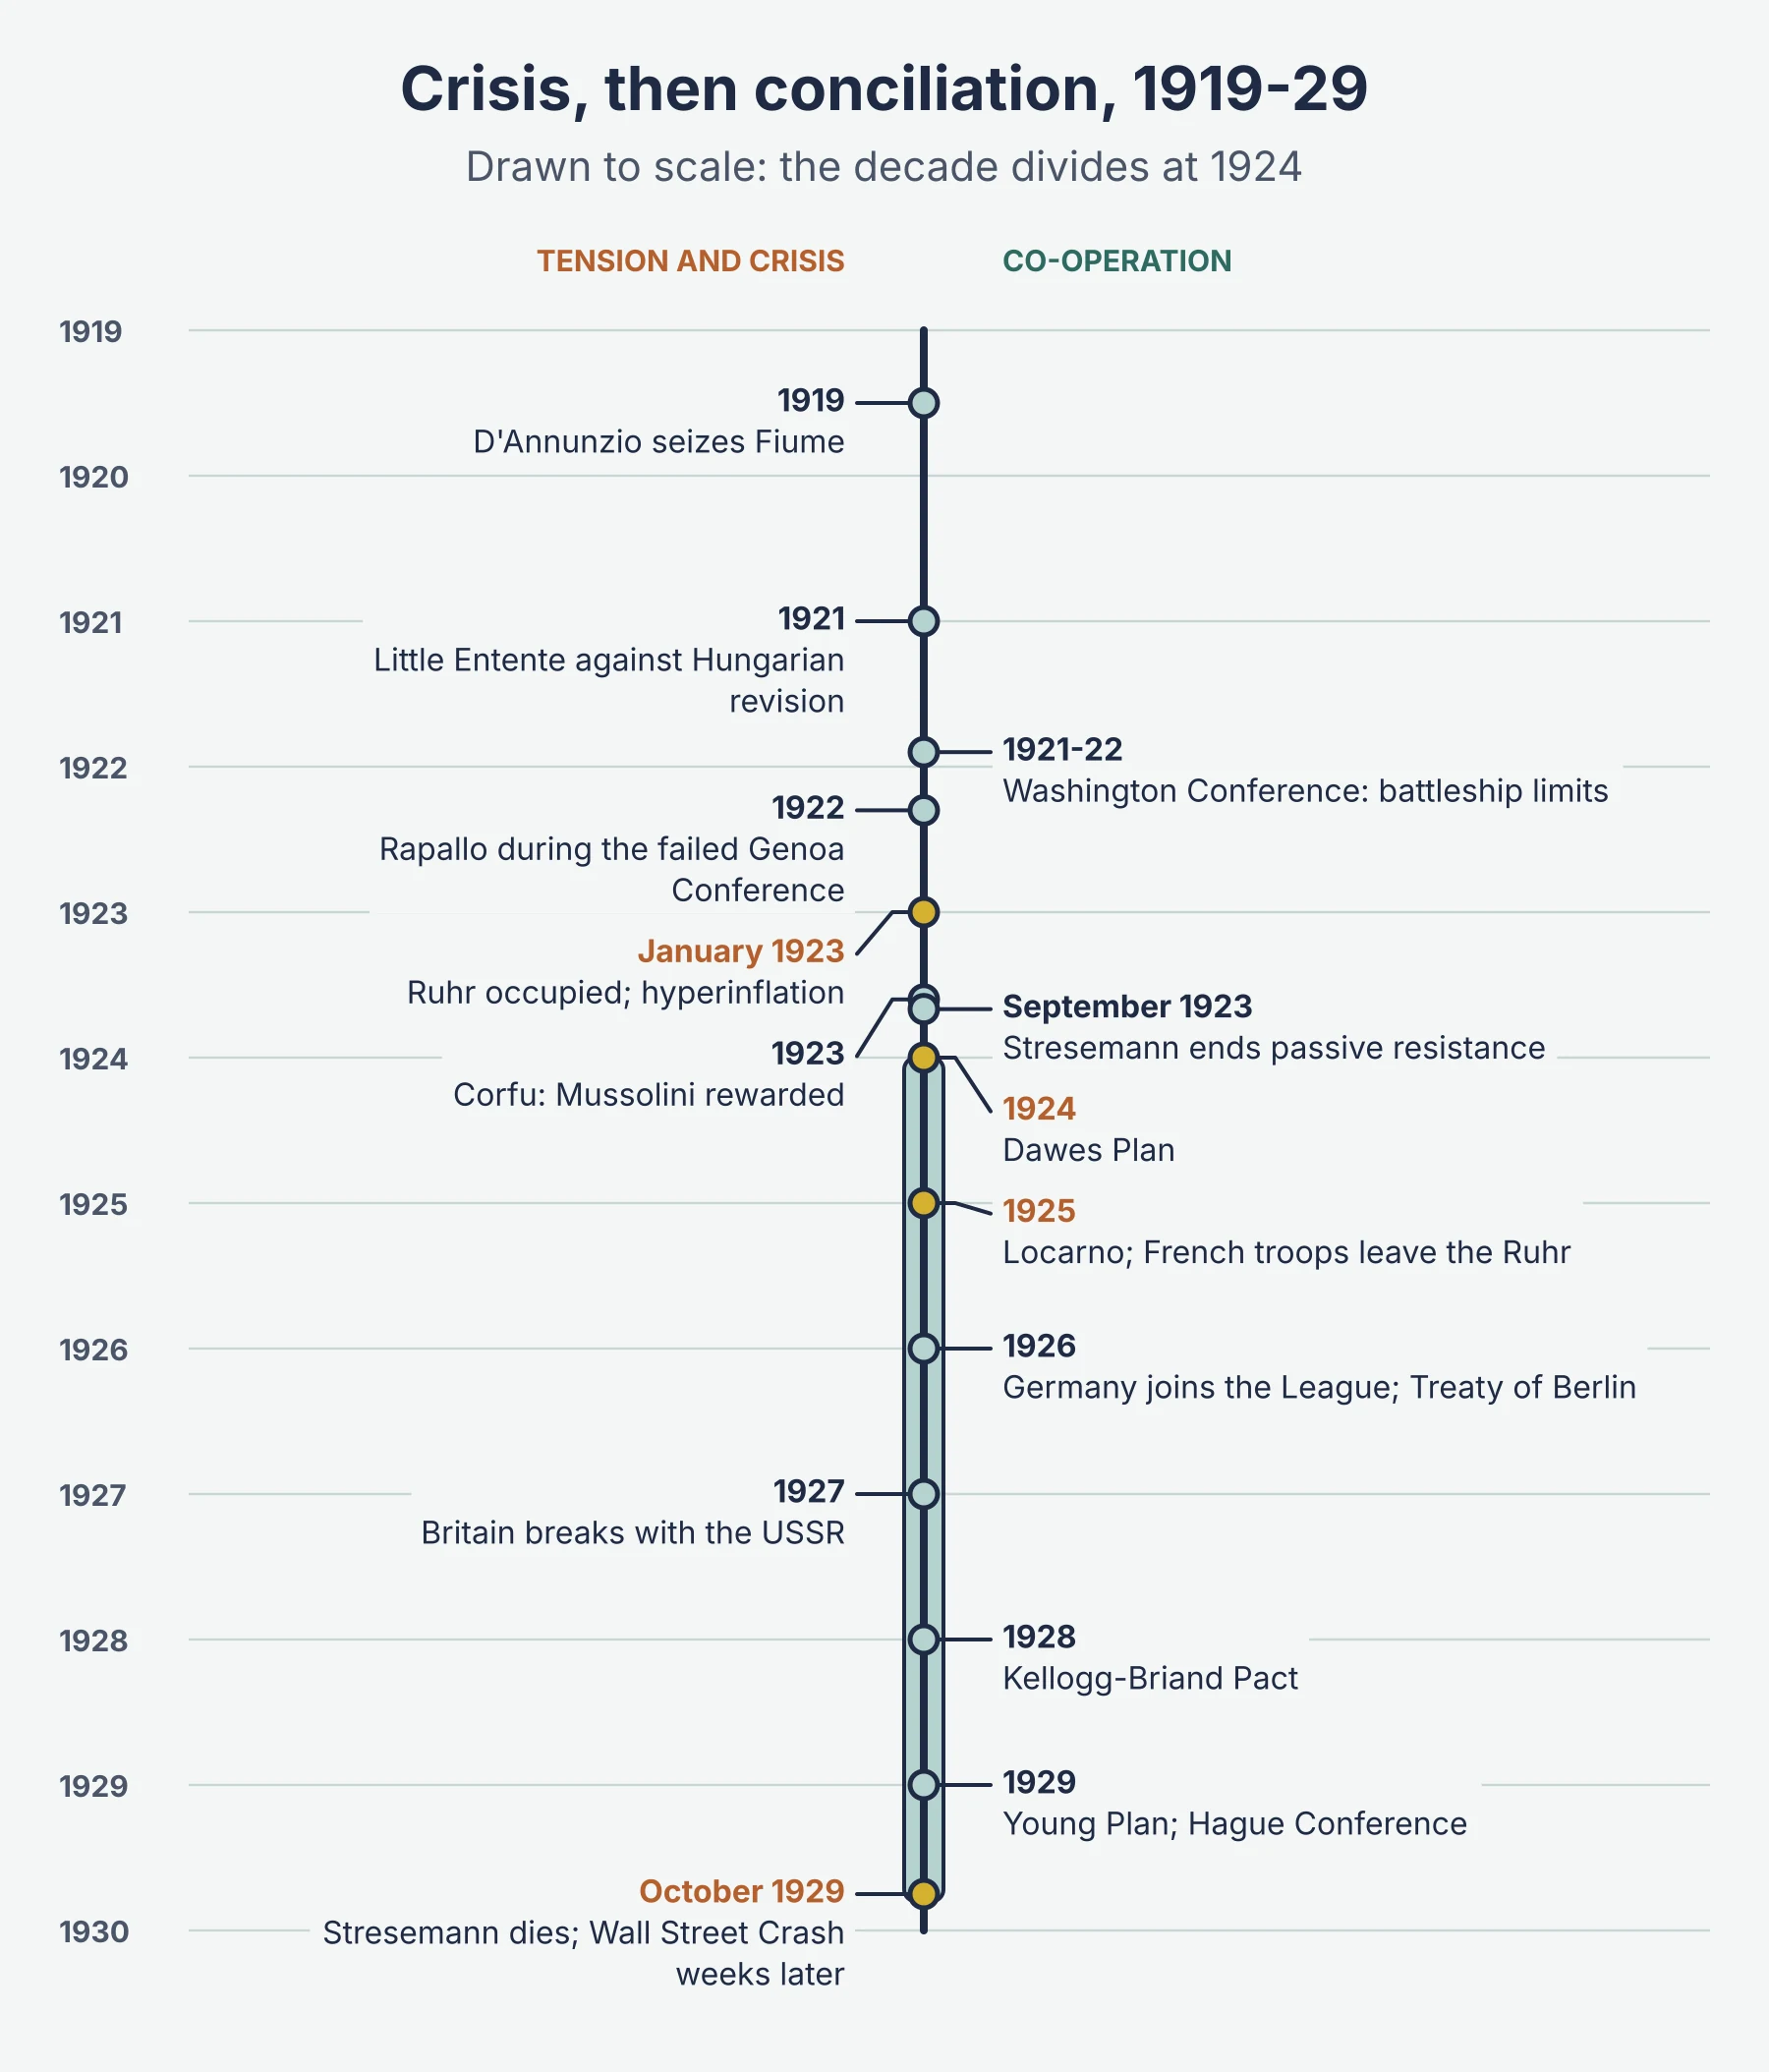 Crisis, then conciliation, 1919-29
Drawn to scale: the decade divides at 1924
TENSION AND CRISIS
CO-OPERATION
1919
1919
D'Annunzio seizes Fiume
1920
1921
1921
Little Entente against Hungarian
revision
1921-22
1922
Washington Conference: battleship limits
1922
Rapallo during the failed Genoa
Conference
1923
January 1923
Ruhr occupied; hyperinflation
September 1923
Stresemann ends passive resistance
1924
1923
Corfu: Mussolini rewarded
1924
Dawes Plan
1925
1925
Locarno; French troops leave the Ruhr
1926
1926
Germany joins the League; Treaty of Berlin
1927
1927
Britain breaks with the USSR
1928
1928
Kellogg-Briand Pact
1929
1929
Young Plan; Hague Conference
October 1929
1930
Stresemann dies; Wall Street Crash
weeks later